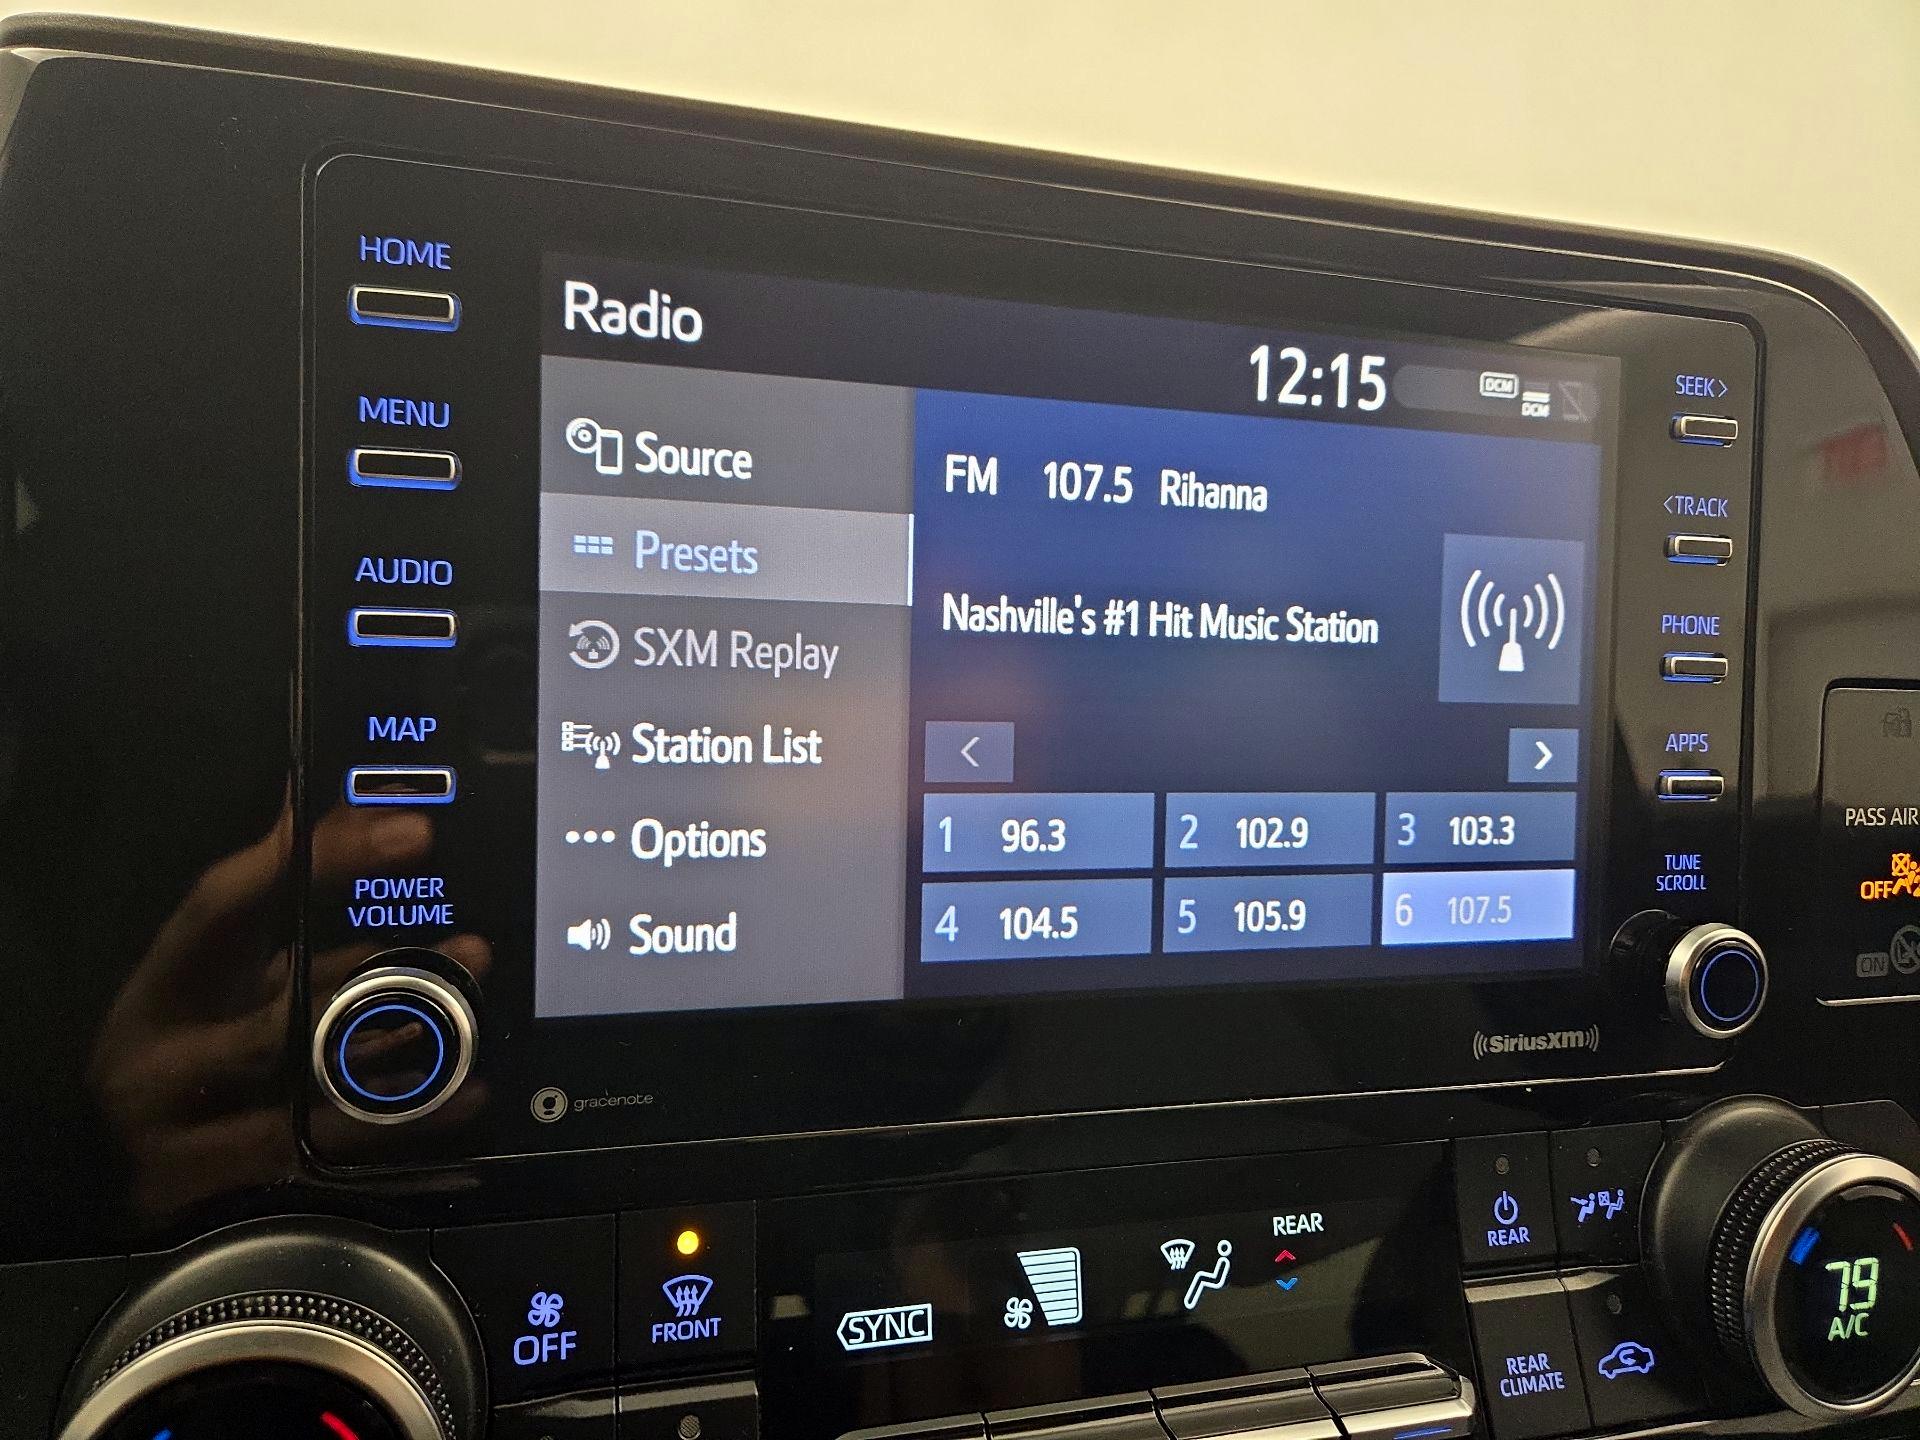 HOME
MENU
AUDIO
MAP
POWER
VOLUME
Radio
12:15
DCM
DCM
Source
Presets
SXM Replay
Station List
Options
Sound
FM 107.5 Rihanna
Nashville's #1 Hit Music Station
< >
1 96.3 2 102.9 3 103.3
4 104.5 5 105.9 6 107.5
SEEK >
< TRACK
PHONE
APPS
TUNE
SCROLL
PASS AIR
OFF
ON
gracenote
((SiriusXM))
OFF
FRONT
SYNC
REAR
REAR
REAR
CLIMATE
79
A/C